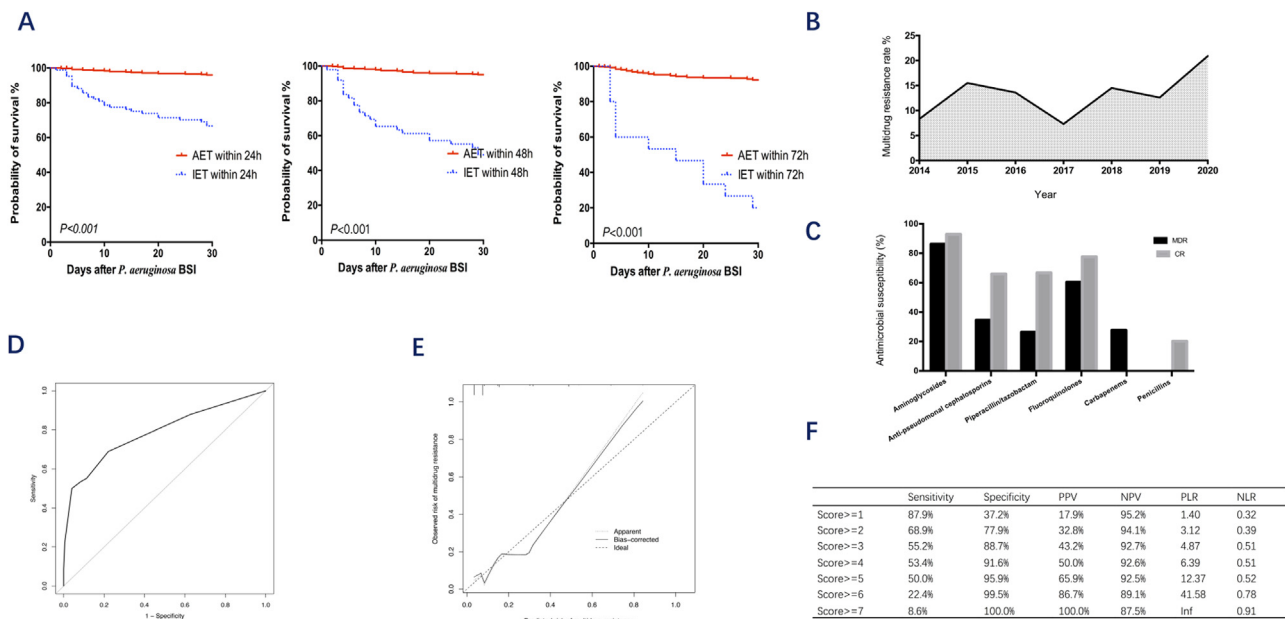 A
Probability of survival %
100
80
60
40
20
0
AET within 24h
IET within 24h
P<0.001
0
10
20
30
Days after P. aeruginosa BSI
Probability of survival %
100
80
60
40
20
0
AET within 48h
IET within 48h
P<0.001
0
10
20
30
Days after P. aeruginosa BSI
Probability of survival %
100
80
60
40
20
0
AET within 72h
IET within 72h
P<0.001
0
10
20
30
Days after P. aeruginosa BSI
B
Multidrug resistance rate %
25
20
15
10
5
0
2014 2015 2016 2017 2018 2019 2020
Year
C
Antimicrobial susceptibility (%)
100
80
60
40
20
0
MDR
CR
Aminoglycosides
Anti-pseudomonal cephalosporins
Piperacillin/tazobactam
Fluoroquinolones
Carbapenems
Penicillins
D
Sensitivity
1.0
0.8
0.6
0.4
0.2
0.0
0.0 0.2 0.4 0.6 0.8 1.0
1 − Specificity
E
Observed risk of multidrug resistance
1.0
0.8
0.6
0.4
0.2
0.0
Apparent
Bias−corrected
Ideal
0.0 0.2 0.4 0.6 0.8 1.0
F
Sensitivity Specificity PPV NPV PLR NLR
Score>=1 87.9% 37.2% 17.9% 95.2% 1.40 0.32
Score>=2 68.9% 77.9% 32.8% 94.1% 3.12 0.39
Score>=3 55.2% 88.7% 43.2% 92.7% 4.87 0.51
Score>=4 53.4% 91.6% 50.0% 92.6% 6.39 0.51
Score>=5 50.0% 95.9% 65.9% 92.5% 12.37 0.52
Score>=6 22.4% 99.5% 86.7% 89.1% 41.58 0.78
Score>=7 8.6% 100.0% 100.0% 87.5% Inf 0.91